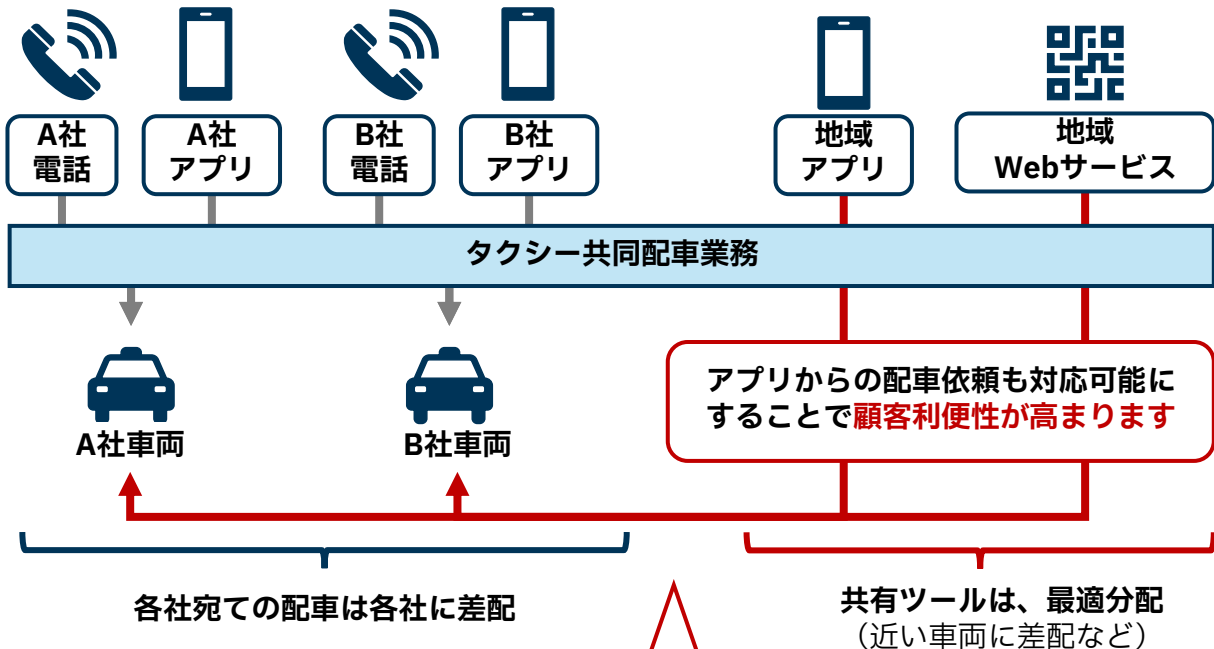 A社
電話
A社
アプリ
B社
電話
B社
アプリ
地域
アプリ
地域
Webサービス
タクシー共同配車業務
A社車両
B社車両
アプリからの配車依頼も対応可能に
することで顧客利便性が高まります
各社宛ての配車は各社に差配
共有ツールは、最適分配
（近い車両に差配など）